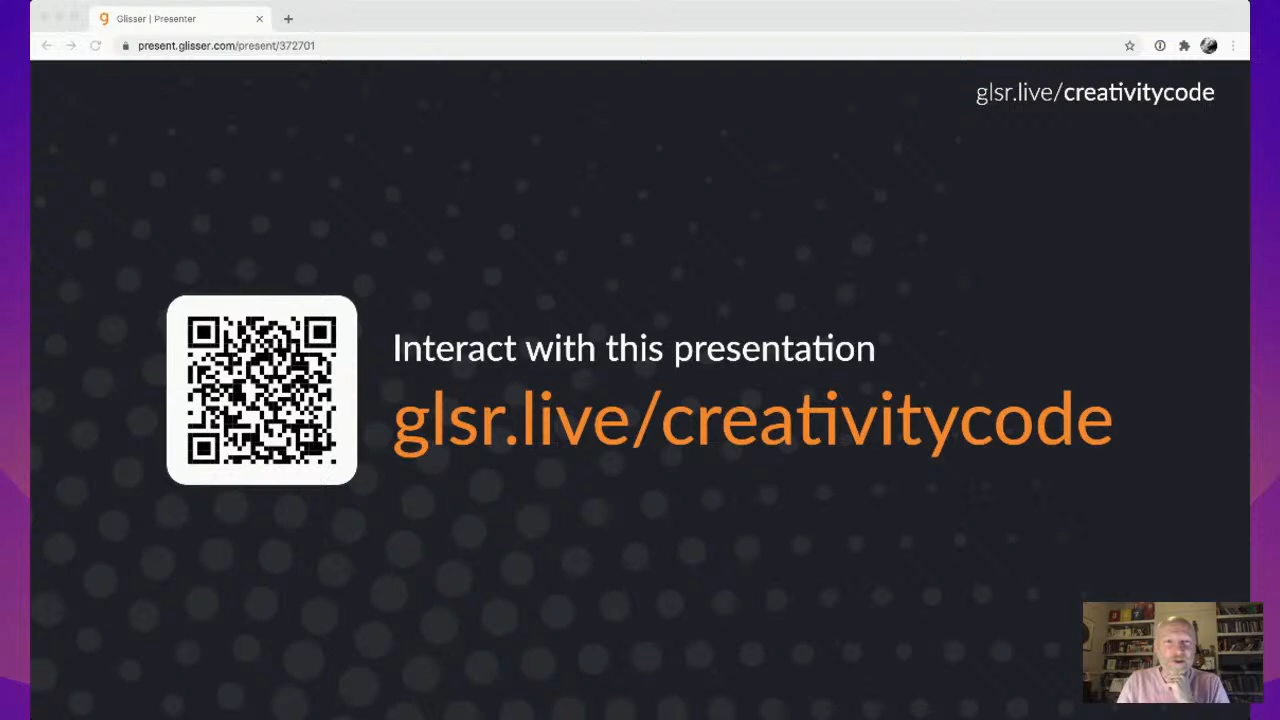 Glisser | Presenter
present.glisser.com/present/372701
glsr.live/creativitycode
Interact with this presentation
glsr.live/creativitycode